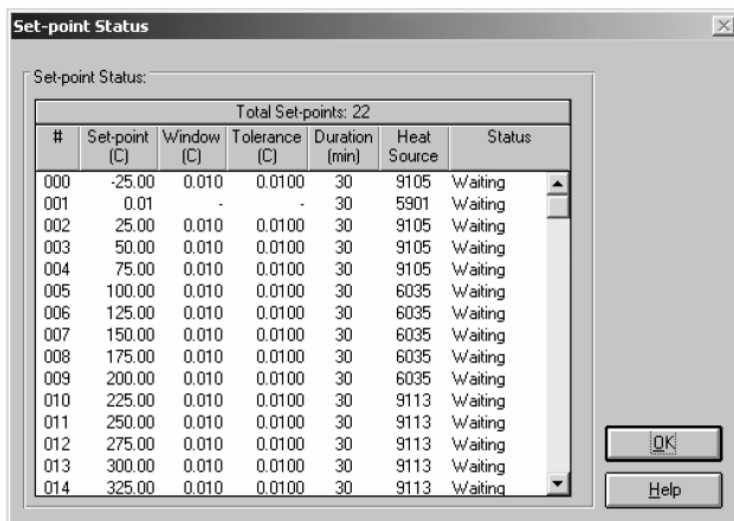 Set-point Status
Set-point Status:
Total Set-points: 22
# Set-point (C) Window (C) Tolerance (C) Duration (min) Heat Source Status
000 -25.00 0.010 0.0100 30 9105 Waiting
001 0.01 - - 30 5901 Waiting
002 25.00 0.010 0.0100 30 9105 Waiting
003 50.00 0.010 0.0100 30 9105 Waiting
004 75.00 0.010 0.0100 30 9105 Waiting
005 100.00 0.010 0.0100 30 6035 Waiting
006 125.00 0.010 0.0100 30 6035 Waiting
007 150.00 0.010 0.0100 30 6035 Waiting
008 175.00 0.010 0.0100 30 6035 Waiting
009 200.00 0.010 0.0100 30 6035 Waiting
010 225.00 0.010 0.0100 30 9113 Waiting
011 250.00 0.010 0.0100 30 9113 Waiting
012 275.00 0.010 0.0100 30 9113 Waiting
013 300.00 0.010 0.0100 30 9113 Waiting
014 325.00 0.010 0.0100 30 9113 Waiting
OK
Help